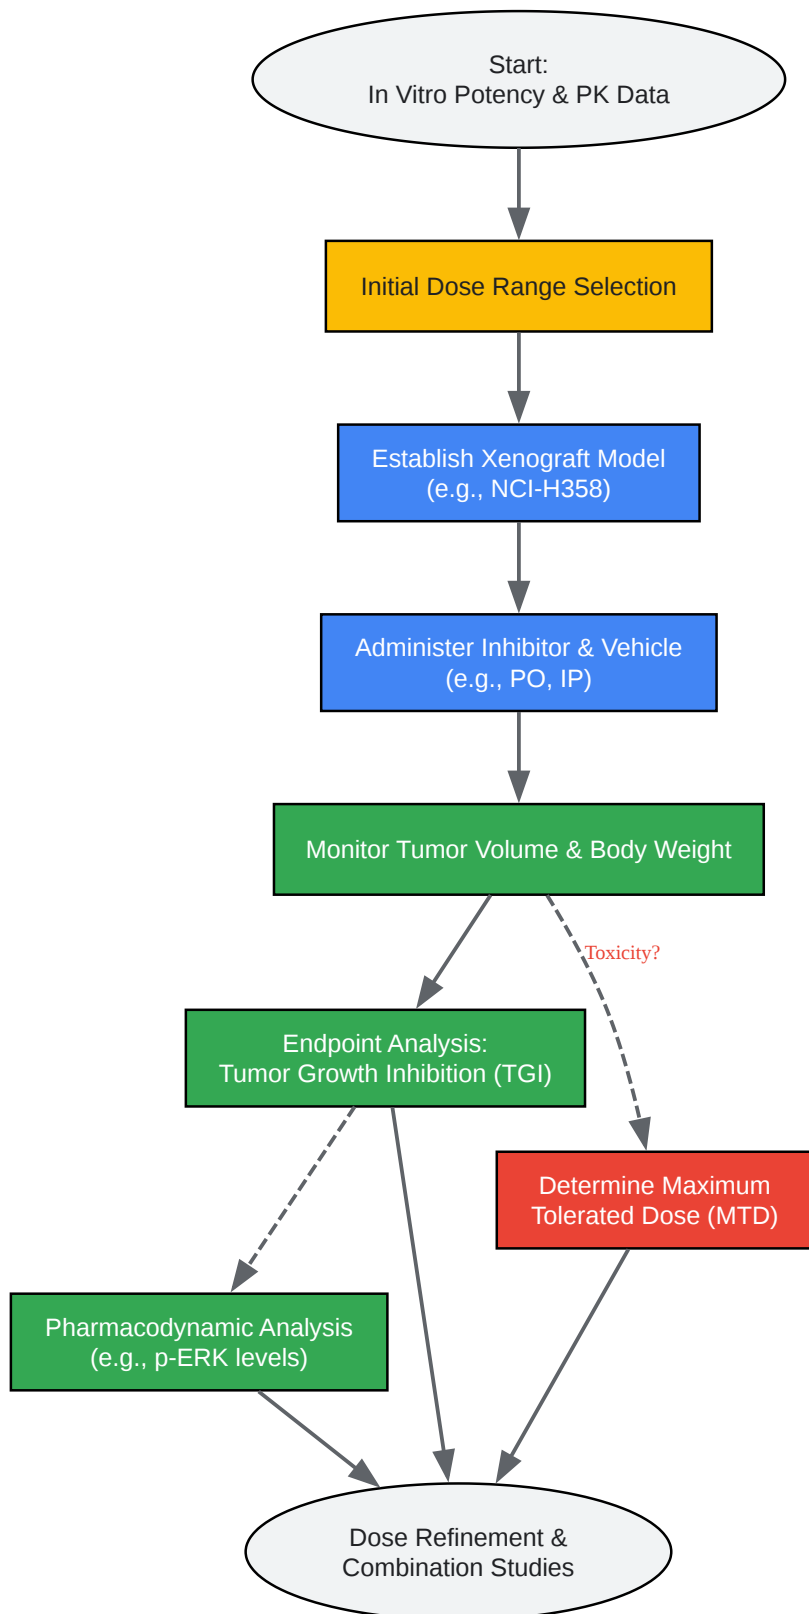 Start:
In Vitro Potency & PK Data
Initial Dose Range Selection
Establish Xenograft Model
(e.g., NCI-H358)
Administer Inhibitor & Vehicle
(e.g., PO, IP)
Monitor Tumor Volume & Body Weight
Toxicity?
Endpoint Analysis:
Tumor Growth Inhibition (TGI)
Determine Maximum
Tolerated Dose (MTD)
Pharmacodynamic Analysis
(e.g., p-ERK levels)
Dose Refinement &
Combination Studies